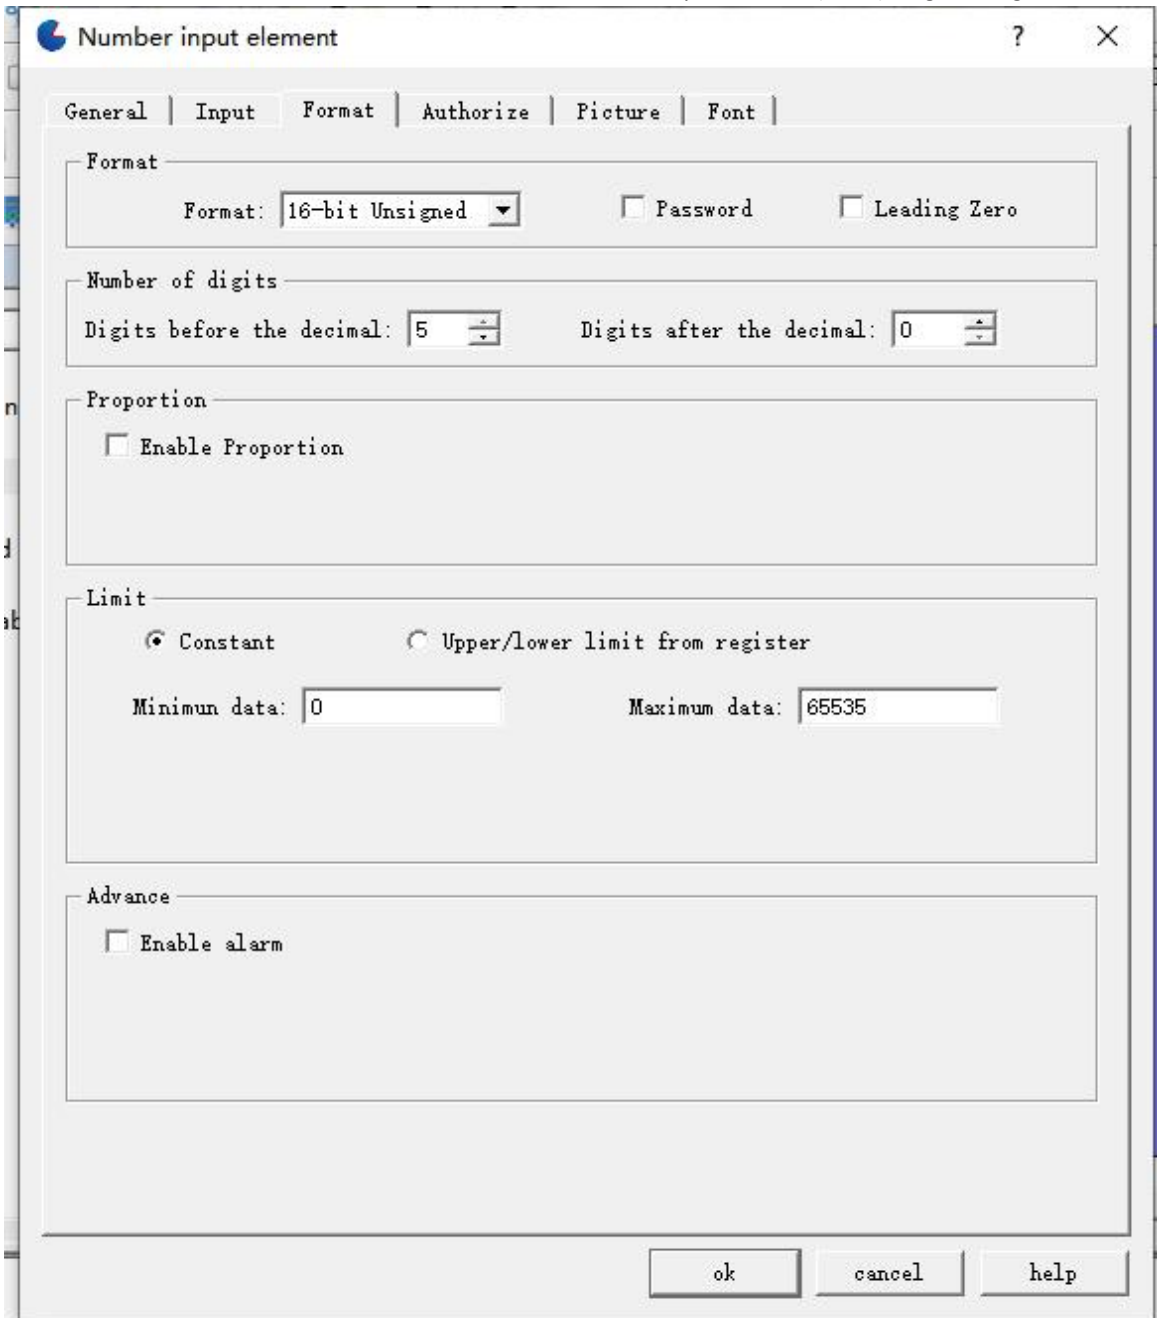 Number input element ? ×
General Input Format Authorize Picture Font
Format
Format: 16-bit Unsigned Password Leading Zero
Number of digits
Digits before the decimal: 5 Digits after the decimal: 0
Proportion
Enable Proportion
Limit
Constant Upper/lower limit from register
Minimun data: 0 Maximum data: 65535
Advance
Enable alarm
ok cancel help